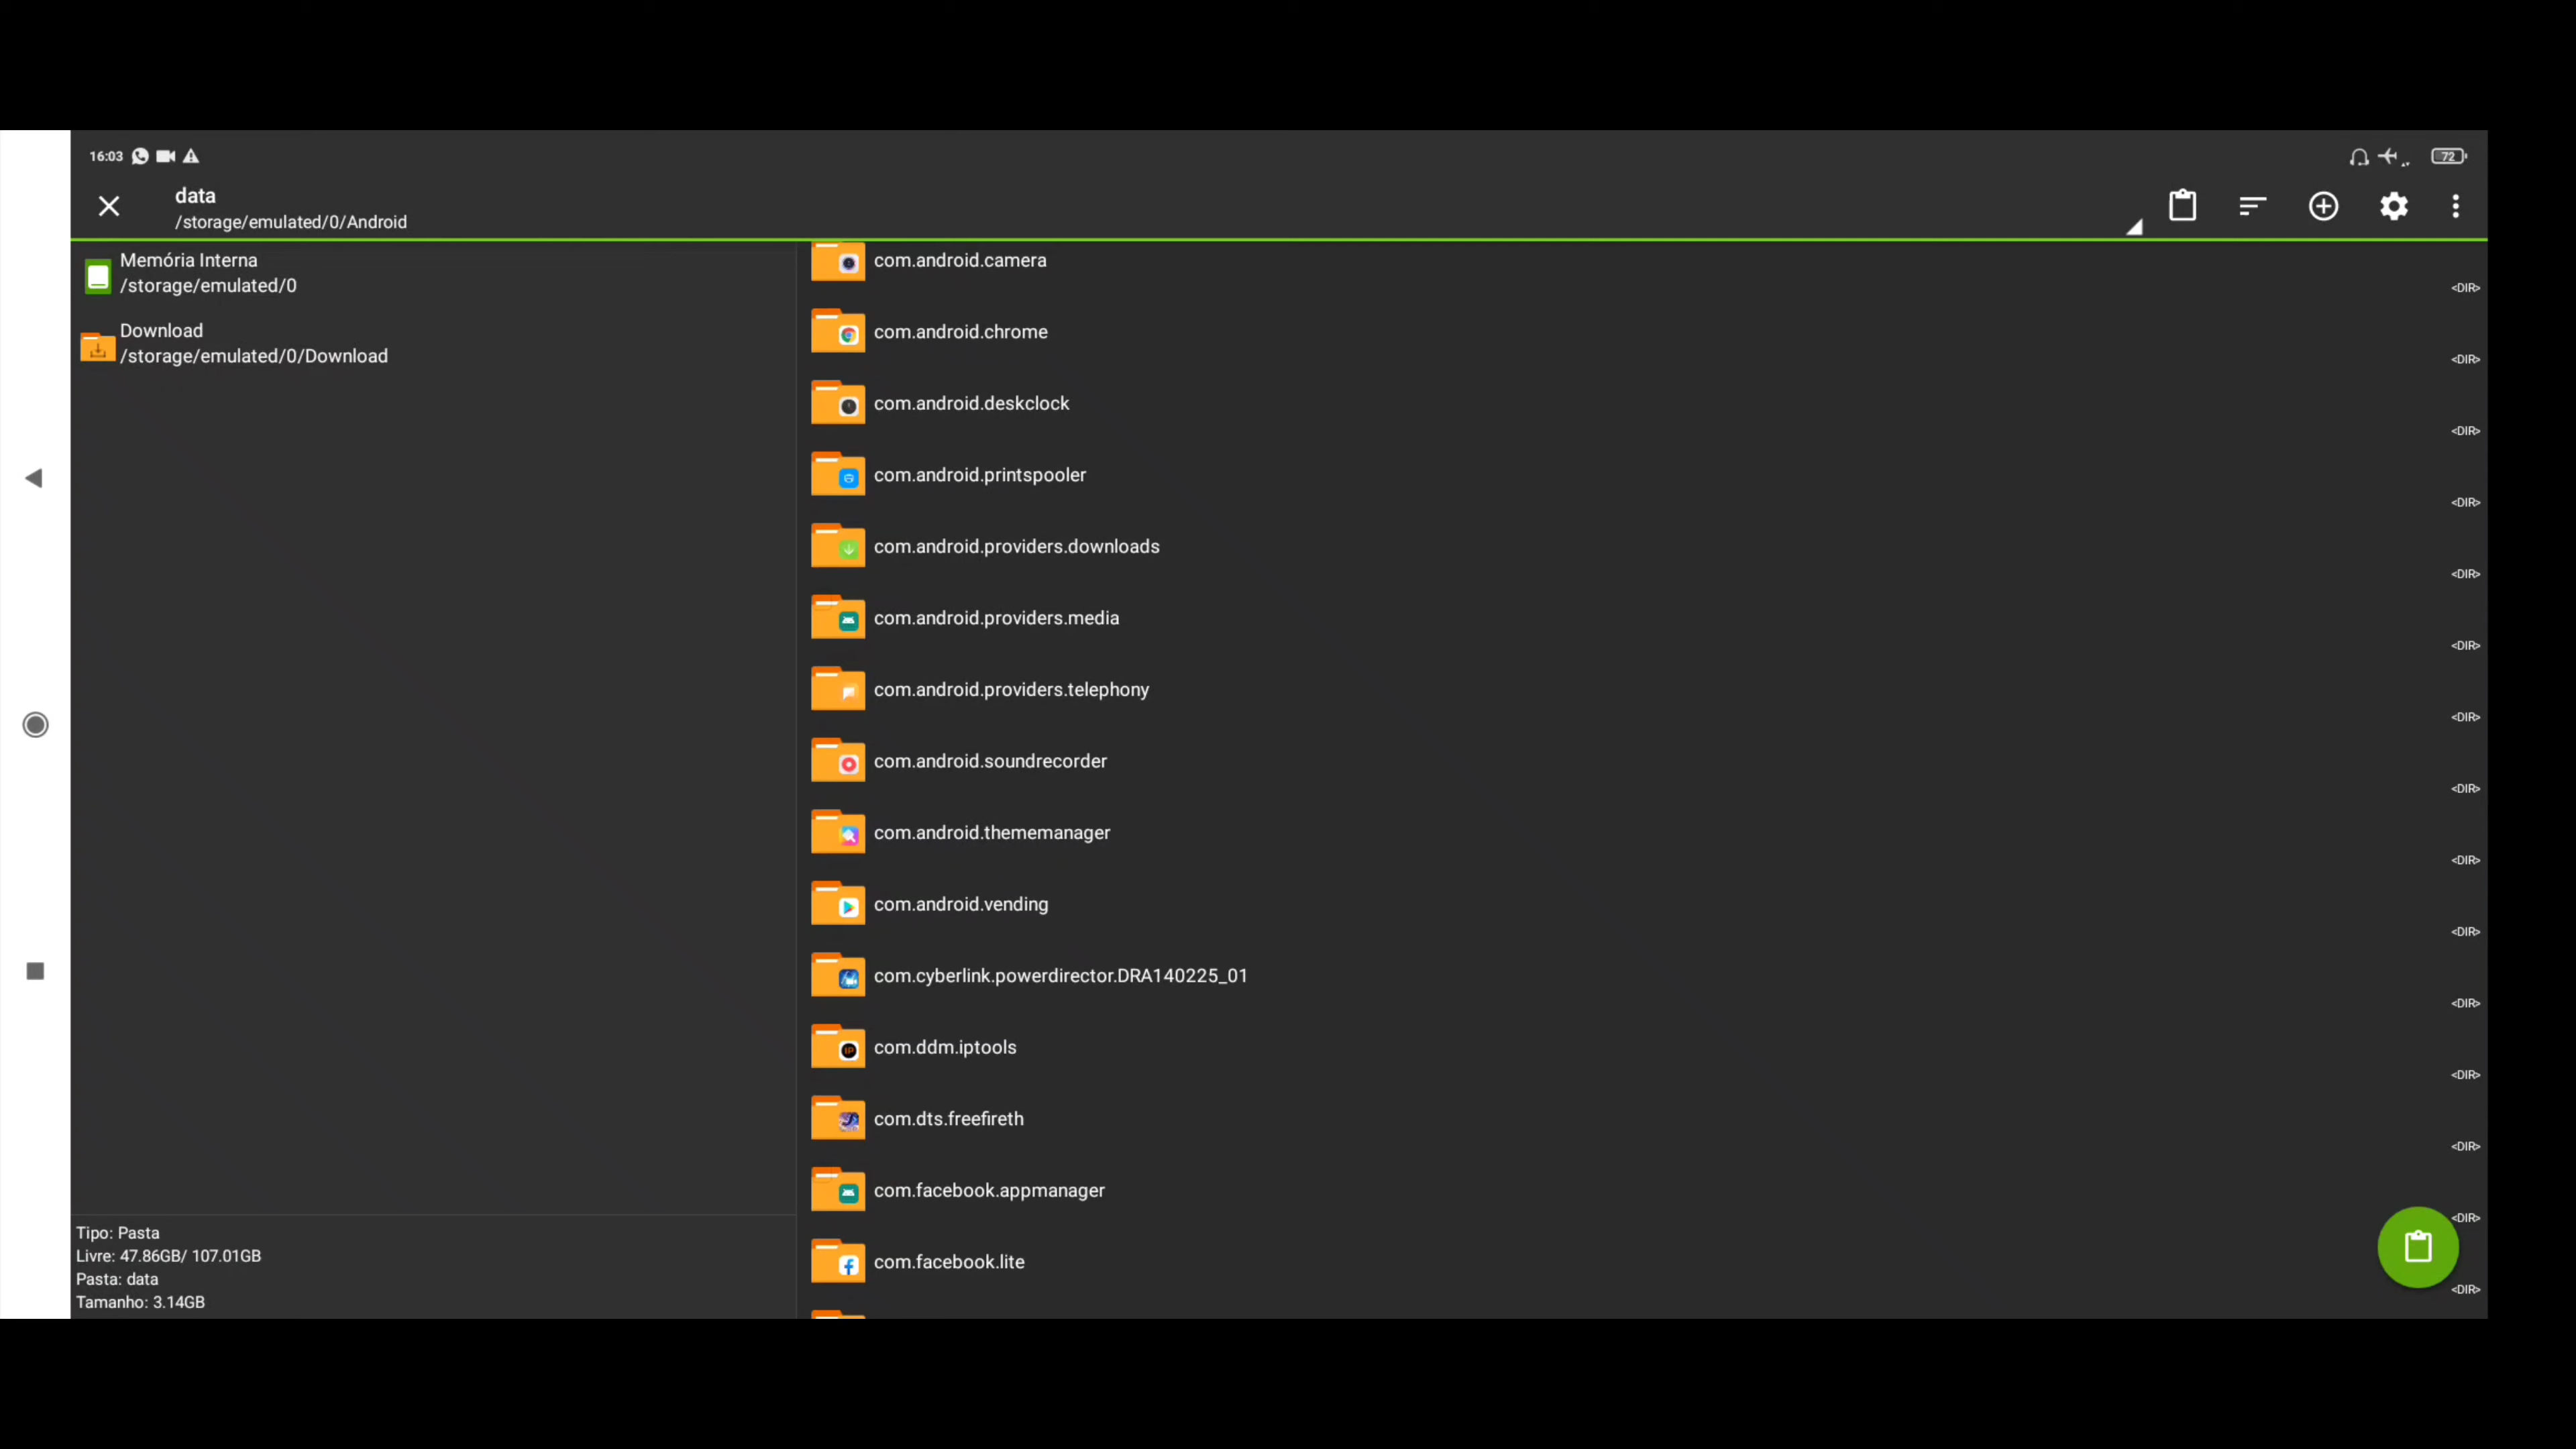 16:03
72
data
/storage/emulated/0/Android
Memória Interna
/storage/emulated/0
Download
/storage/emulated/0/Download
com.android.camera
<DIR>
com.android.chrome
<DIR>
com.android.deskclock
<DIR>
com.android.printspooler
<DIR>
com.android.providers.downloads
<DIR>
com.android.providers.media
<DIR>
com.android.providers.telephony
<DIR>
com.android.soundrecorder
<DIR>
com.android.thememanager
<DIR>
com.android.vending
<DIR>
com.cyberlink.powerdirector.DRA140225_01
<DIR>
com.ddm.iptools
<DIR>
com.dts.freefireth
<DIR>
com.facebook.appmanager
<DIR>
com.facebook.lite
<DIR>
Tipo: Pasta
Livre: 47.86GB/ 107.01GB
Pasta: data
Tamanho: 3.14GB